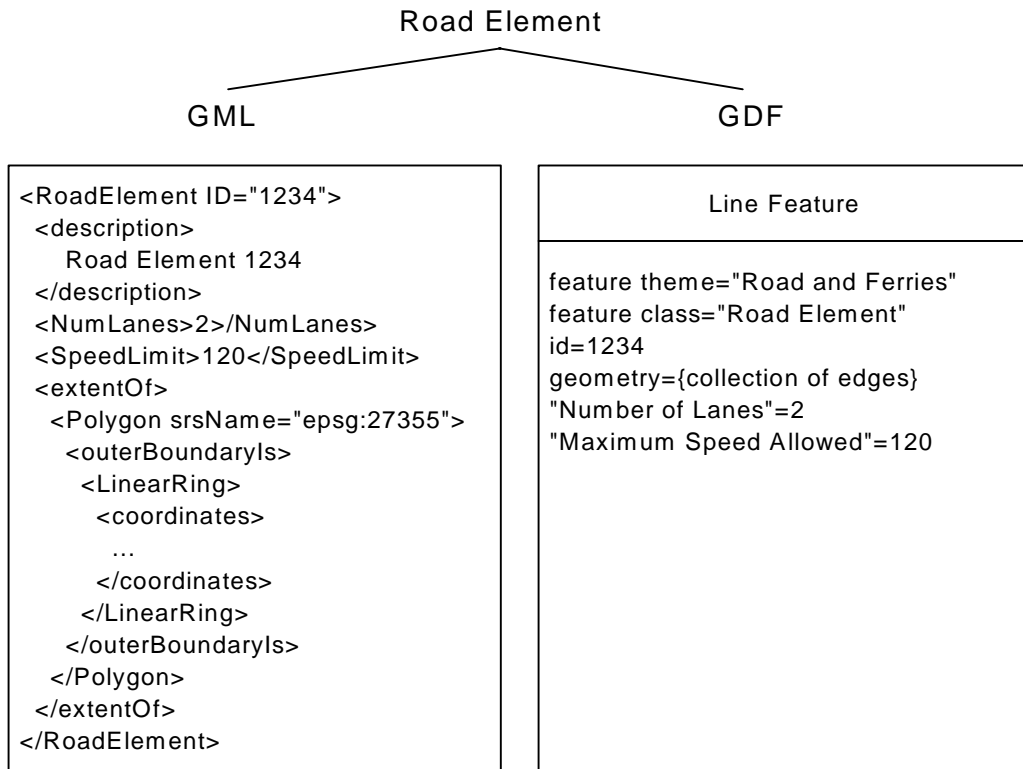 Road Element
GML
GDF
<RoadElement ID="1234">
<description>
Road Element 1234
</description>
<NumLanes>2>/NumLanes>
<SpeedLimit>120</SpeedLimit>
<extentOf>
<Polygon srsName="epsg:27355">
<outerBoundaryIs>
<LinearRing>
<coordinates>
...
</coordinates>
</LinearRing>
</outerBoundaryIs>
</Polygon>
</extentOf>
</RoadElement>
Line Feature
feature theme="Road and Ferries"
feature class="Road Element"
id=1234
geometry={collection of edges}
"Number of Lanes"=2
"Maximum Speed Allowed"=120